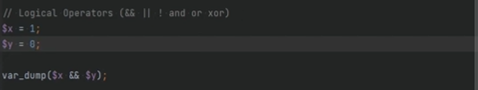 // Logical Operators (&& || ! and or xor)
$x = 1;
$y = 0;
var_dump($x && $y);